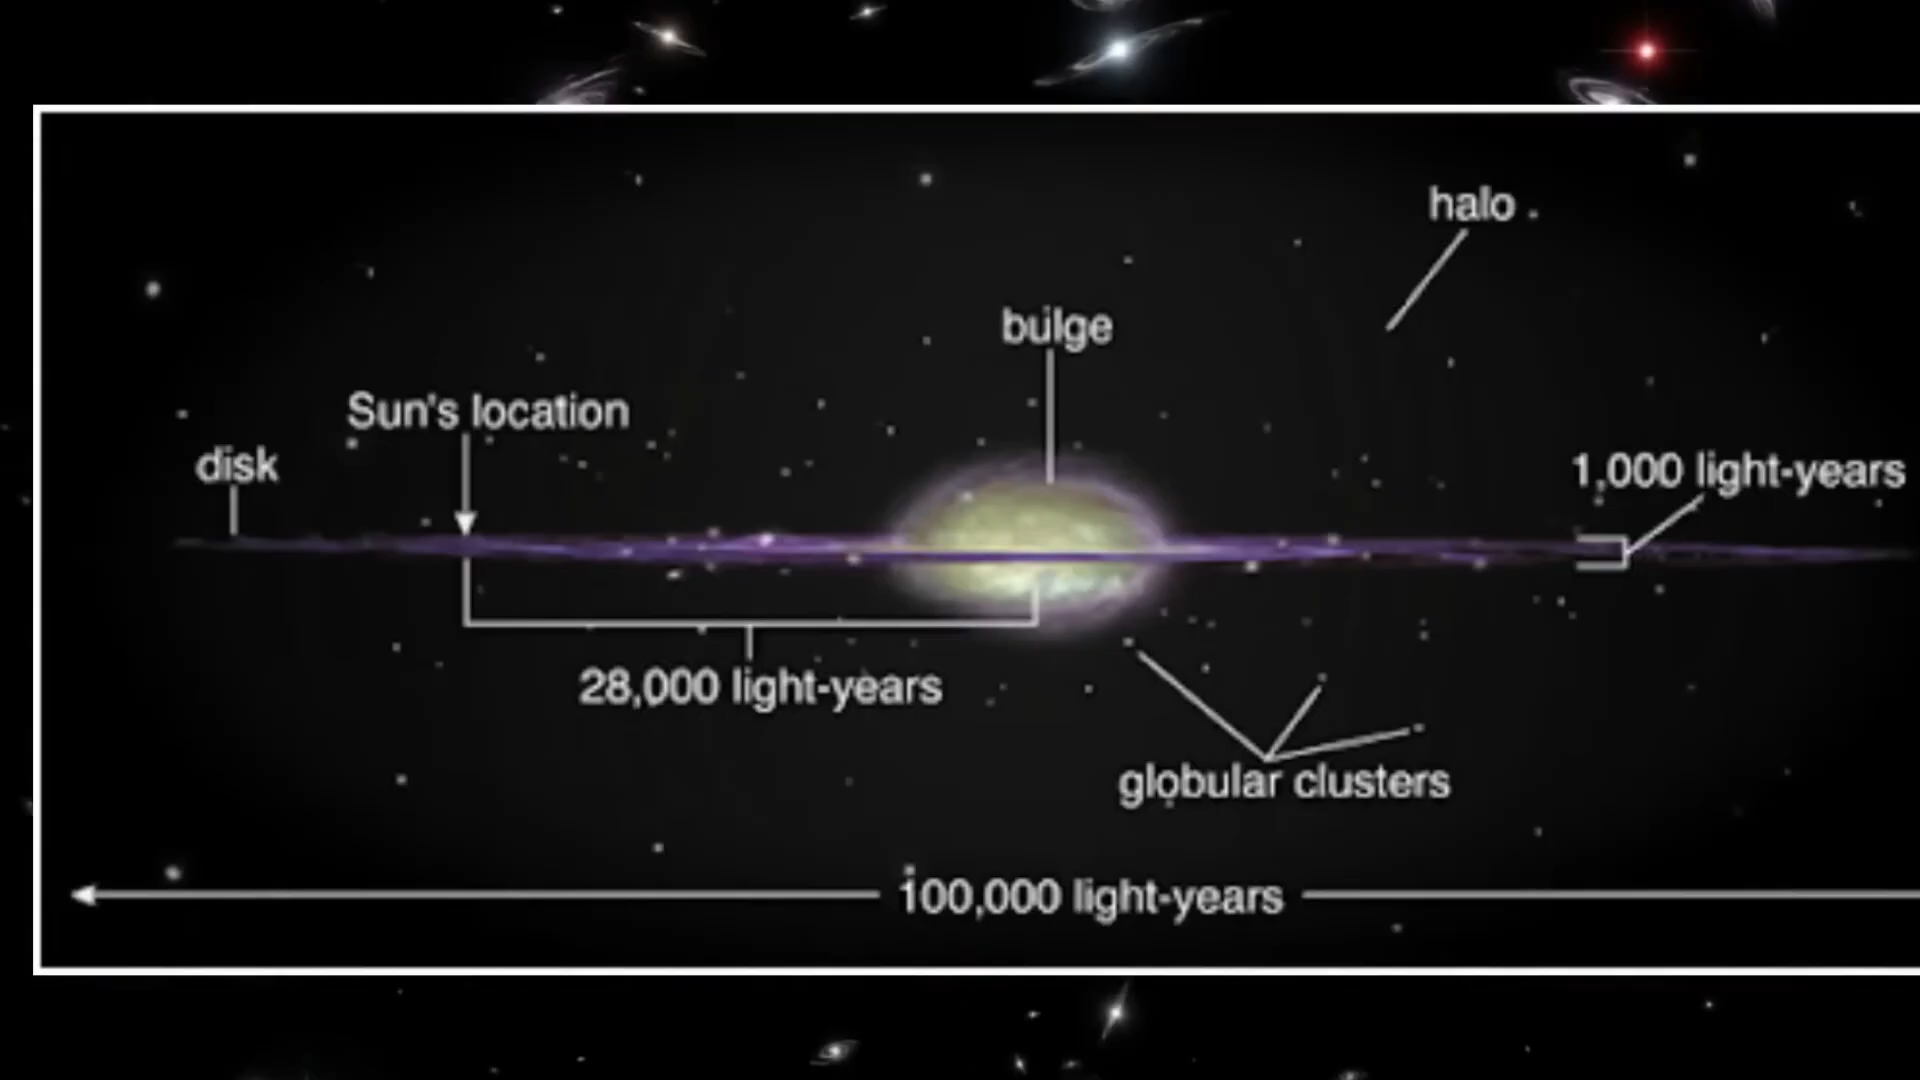 halo
bulge
Sun's location
disk
1,000 light-years
28,000 light-years
globular clusters
100,000 light-years